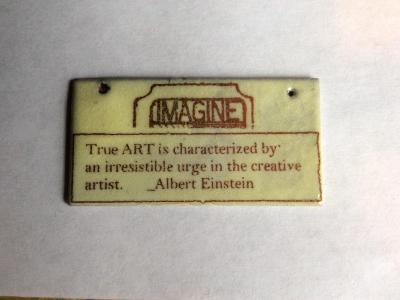 IMAGINE
True ART is characterized by
an irresistible urge in the creative
artist. _Albert Einstein